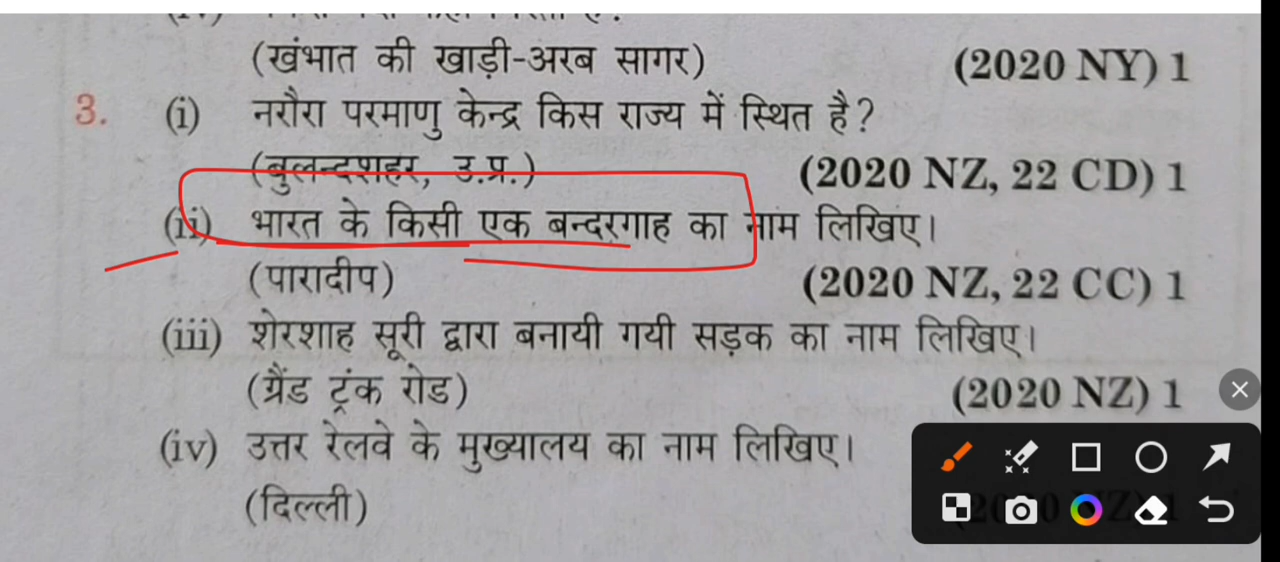 (खंभात की खाड़ी-अरब सागर) (2020 NY) 1
3. (i) नरौरा परमाणु केन्द्र किस राज्य में स्थित है?
(बुलन्दशहर, उ.प्र.) (2020 NZ, 22 CD) 1
(ii) भारत के किसी एक बन्दरगाह का नाम लिखिए।
(पारादीप) (2020 NZ, 22 CC) 1
(iii) शेरशाह सूरी द्वारा बनायी गयी सड़क का नाम लिखिए।
(ग्रैंड ट्रंक रोड) (2020 NZ) 1
(iv) उत्तर रेलवे के मुख्यालय का नाम लिखिए।
(दिल्ली)